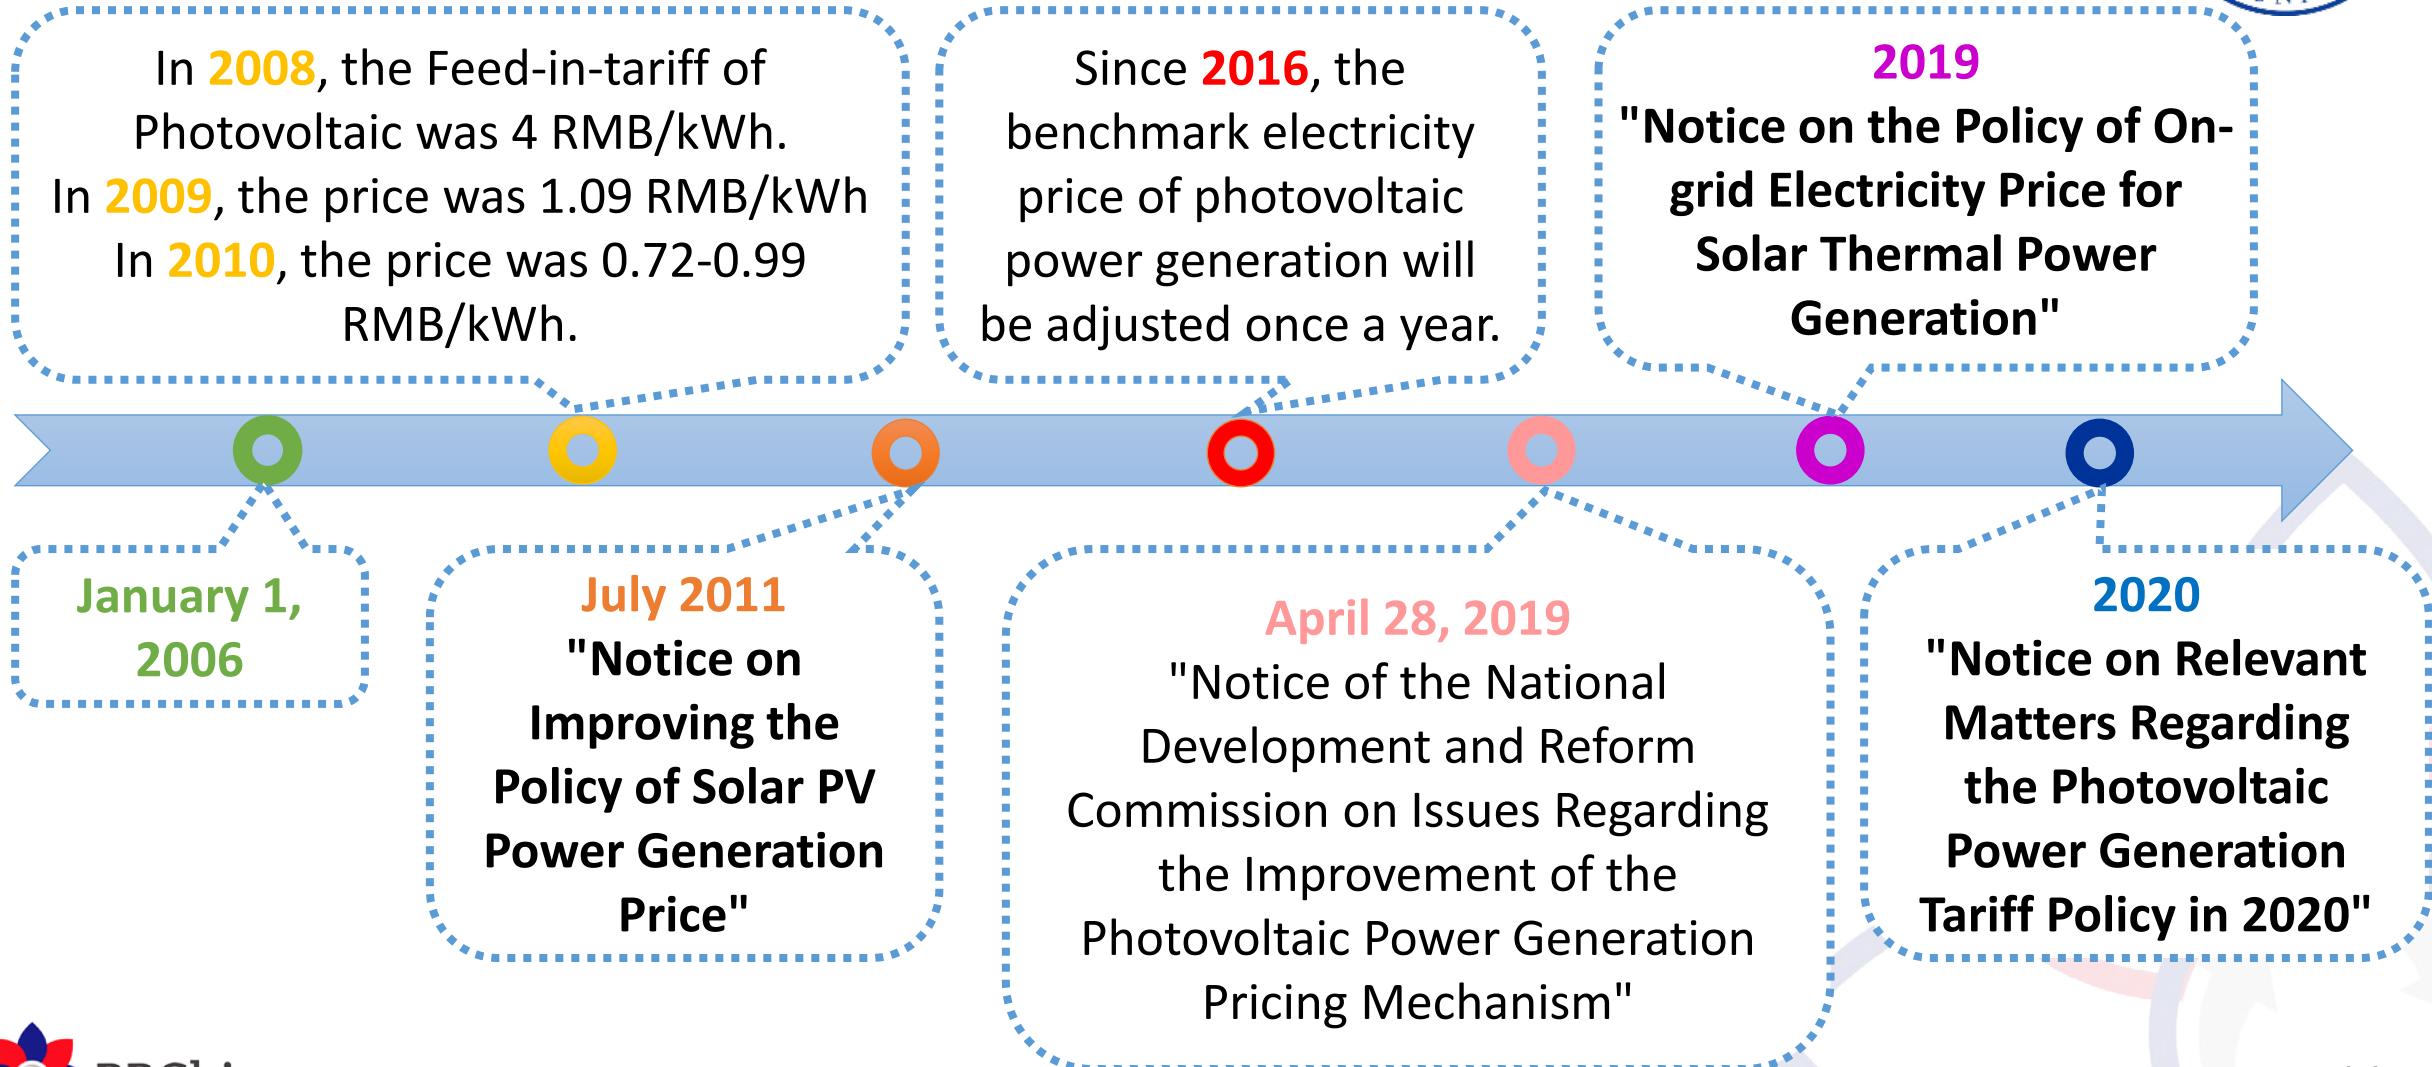 In 2008, the Feed-in-tariff of
Photovoltaic was 4 RMB/kWh.
In 2009, the price was 1.09 RMB/kWh
In 2010, the price was 0.72-0.99
RMB/kWh.
Since 2016, the
benchmark electricity
price of photovoltaic
power generation will
be adjusted once a year.
2019
"Notice on the Policy of On-
grid Electricity Price for
Solar Thermal Power
Generation"
January 1,
2006
July 2011
"Notice on
Improving the
Policy of Solar PV
Power Generation
Price"
April 28, 2019
"Notice of the National
Development and Reform
Commission on Issues Regarding
the Improvement of the
Photovoltaic Power Generation
Pricing Mechanism"
2020
"Notice on Relevant
Matters Regarding
the Photovoltaic
Power Generation
Tariff Policy in 2020"